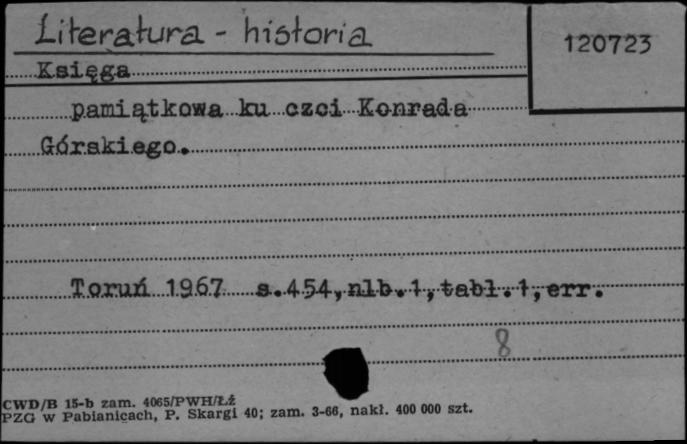 Literatura - historia
120723
Księga
pamiątkowa ku czci Konrada
Górskiego.
Toruń 1967 s.454,nlb.1,tabl.1,err.
8
CWD/B 15-b zam. 4065/PWH/Łź
PZG w Pabianicach, P. Skargi 40; zam. 3-66, nakł. 400 000 szt.